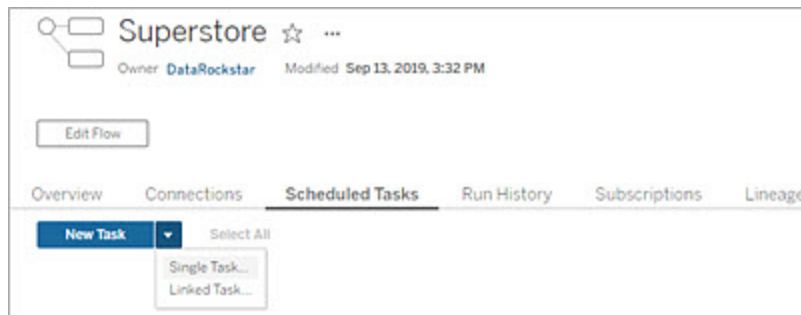 Superstore ☆ ...
Owner DataRockstar Modified Sep 13, 2019, 3:32 PM
Edit Flow
Overview Connections Scheduled Tasks Run History Subscriptions Lineage
New Task Select All
Single Task...
Linked Task...